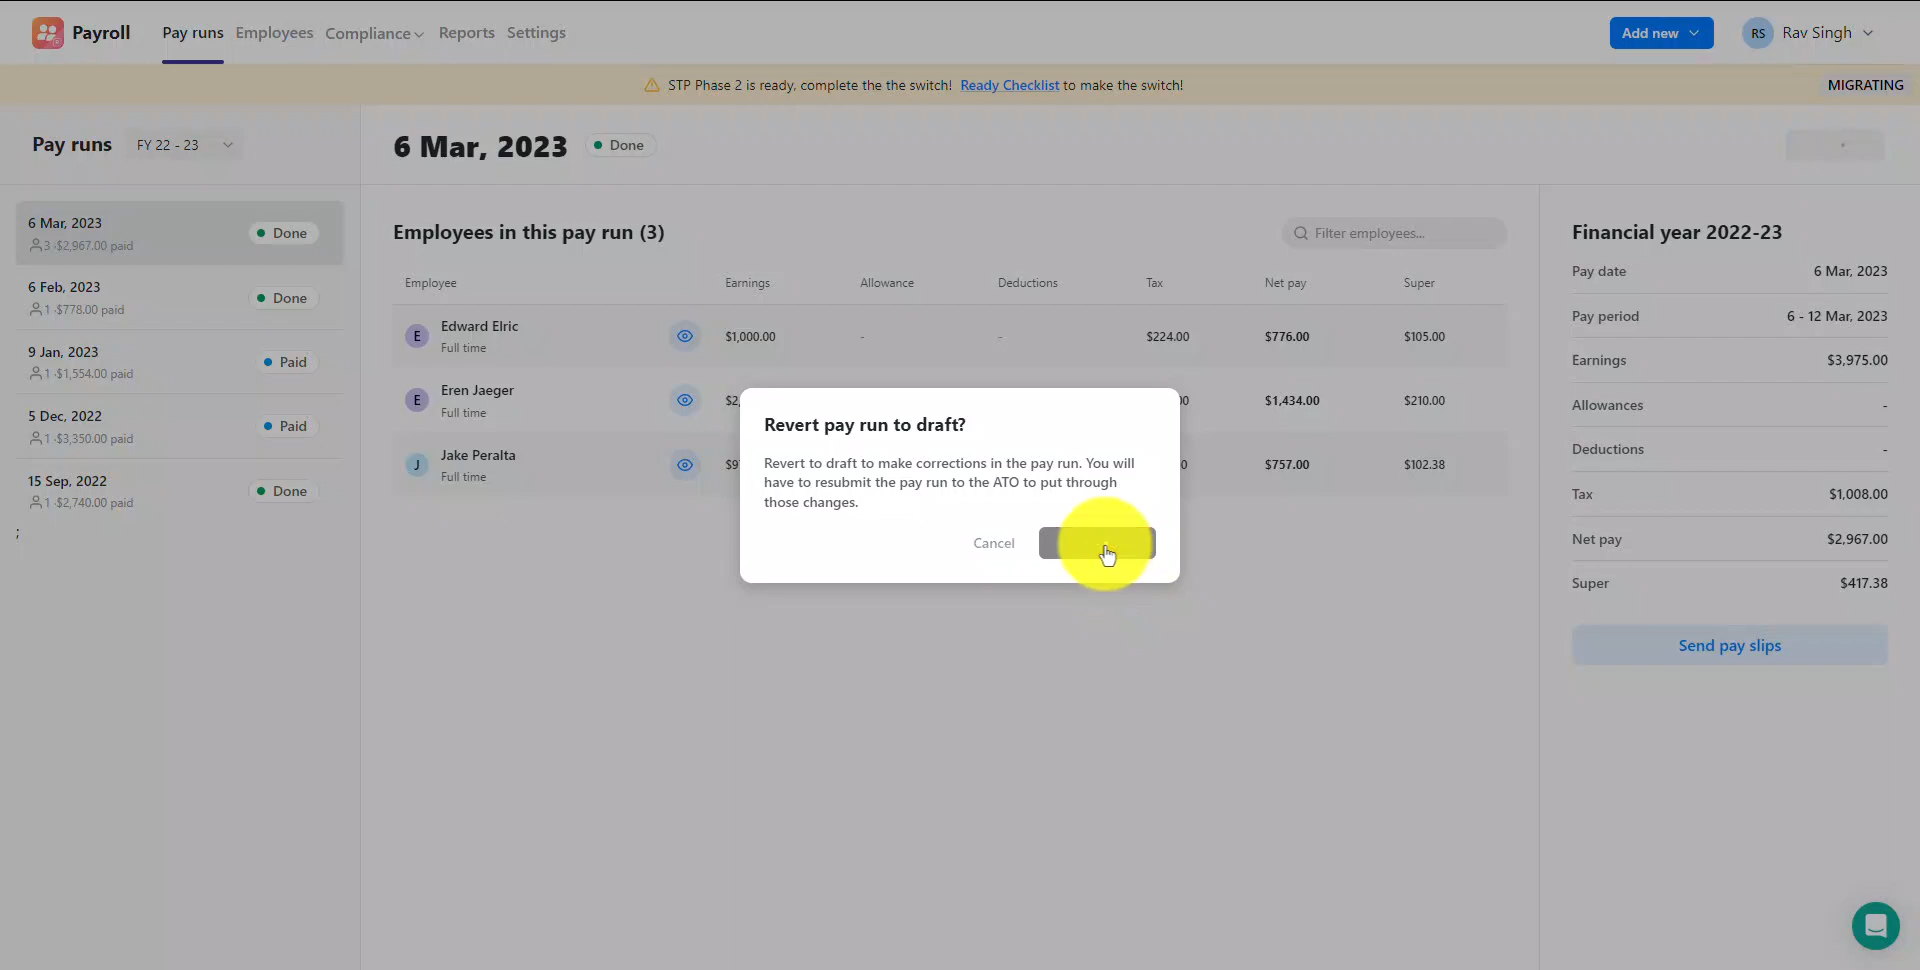 Payroll
Pay runs
Employees
Compliance
Reports
Settings
Add new
RS
Rav Singh
STP Phase 2 is ready, complete the the switch! Ready Checklist to make the switch!
MIGRATING
Pay runs
FY 22 - 23
6 Mar, 2023
Done
6 Mar, 2023
3 ·$2,967.00 paid
Done
6 Feb, 2023
1 ·$778.00 paid
Done
9 Jan, 2023
1 ·$1,554.00 paid
Paid
5 Dec, 2022
1 ·$3,350.00 paid
Paid
15 Sep, 2022
1 ·$2,740.00 paid
Done
;
Employees in this pay run (3)
Filter employees...
Employee Earnings Allowance Deductions Tax Net pay Super
E
Edward Elric
Full time
$1,000.00 - - $224.00 $776.00 $105.00
E
Eren Jaeger
Full time
$1,434.00 $210.00
J
Jake Peralta
Full time
$757.00 $102.38
Revert pay run to draft?
Revert to draft to make corrections in the pay run. You will
have to resubmit the pay run to the ATO to put through
those changes.
Cancel
Financial year 2022-23
Pay date 6 Mar, 2023
Pay period 6 - 12 Mar, 2023
Earnings $3,975.00
Allowances -
Deductions -
Tax $1,008.00
Net pay $2,967.00
Super $417.38
Send pay slips